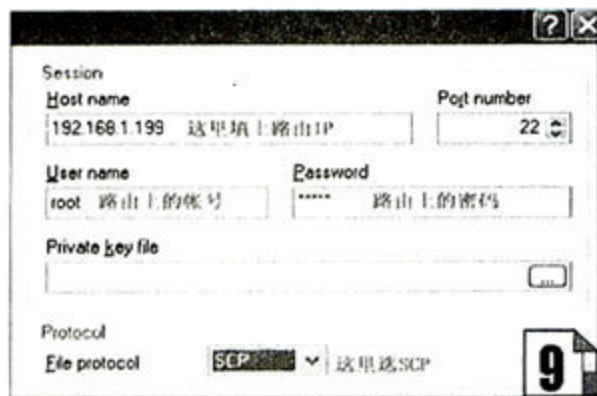 Session
Host name Port number
192.168.1.199 这里填上路由IP 22
User name Password
root 路由上的帐号 ***** 路由上的密码
Private key file
...
Protocol
File protocol SCP 这里选SCP
9